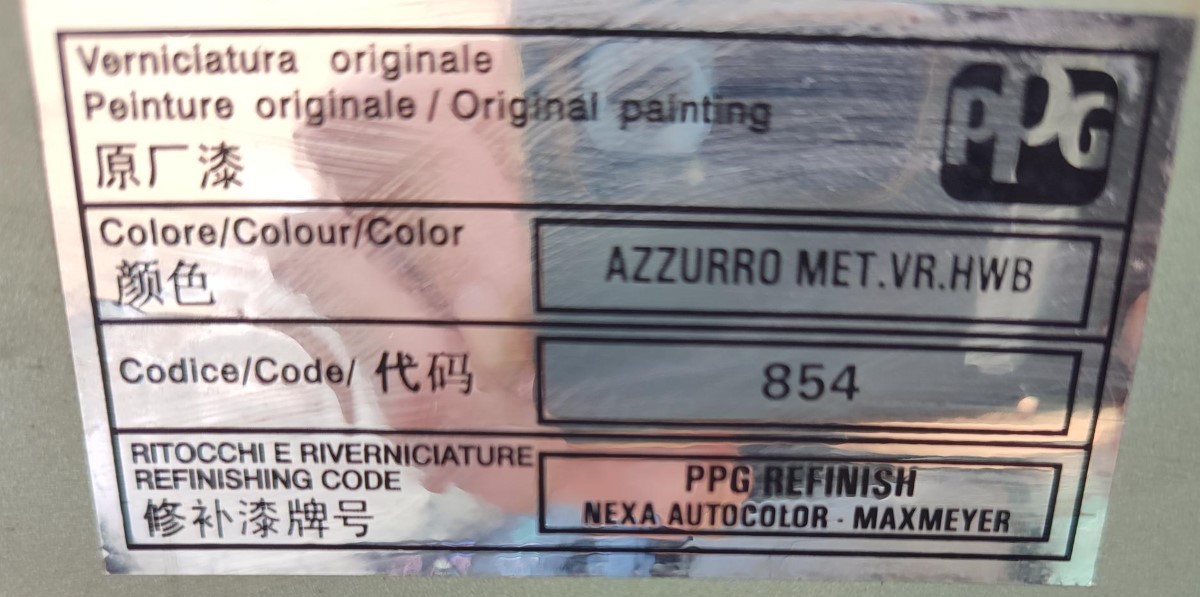 Verniciatura originale
Peinture originale / Original painting
原厂漆
PPG
Colore/Colour/Color
颜色
AZZURRO MET.VR.HWB
Codice/Code/ 代码
854
RITOCCHI E RIVERNICIATURE
REFINISHING CODE
修补漆牌号
PPG REFINISH
NEXA AUTOCOLOR - MAXMEYER